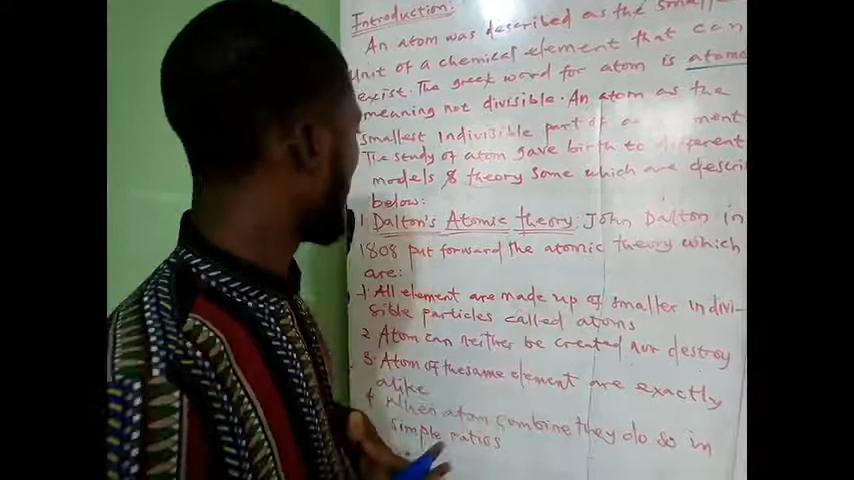 Introduction:
An atom was described as the small
Unit of a chemical element that can
exist. The greek word for atom is atomo
meaning not divisible. An atom as the
smallest indivisible part of a ment
The study of atom gave birth to different
models & theory some which are descri
below:
1 Dalton's Atomic theory: John Dalton in
1808 put forward the atomic theory which
are:
1. All element are made up of smaller indivi-
sible particles called atoms
2 Atom can neither be created nor destroy
3. Atom of thesame element are exactly
alike
4 When atom combine they do so in
simple ratios